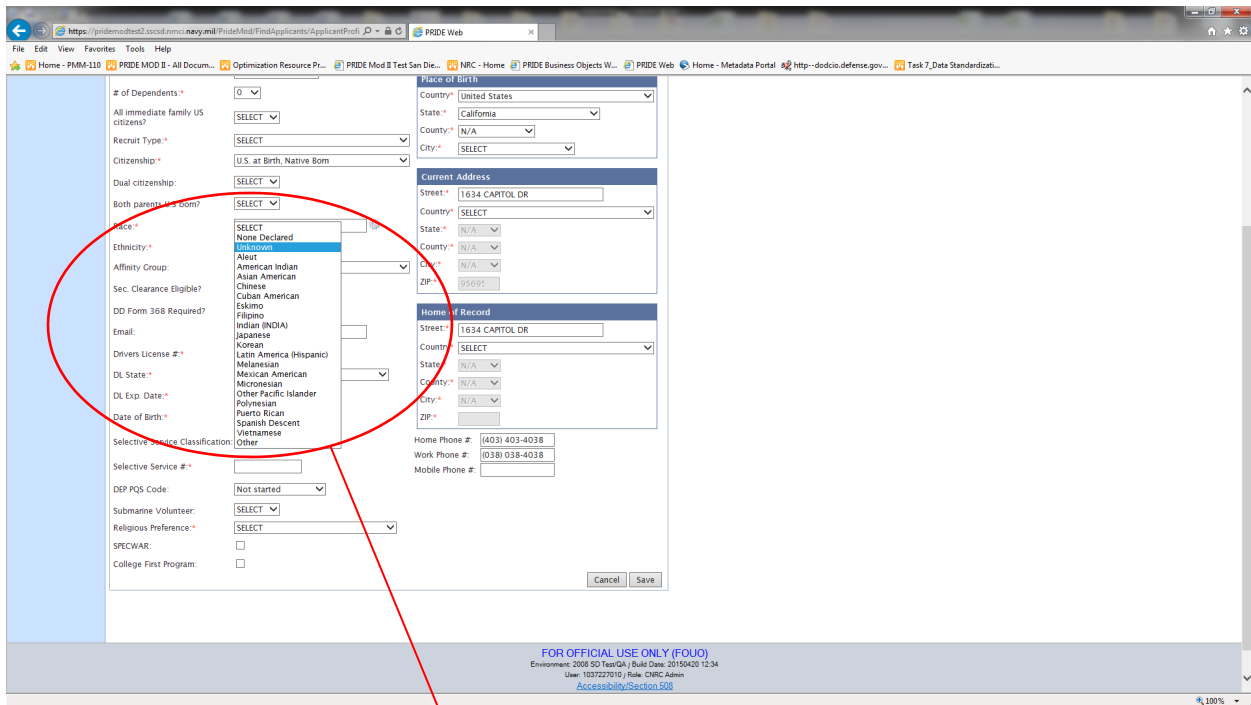 https://pridemodtest2.sscsd.nmci.navy.mil/PrideMod/FindApplicants/ApplicantProfi
PRIDE Web
File Edit View Favorites Tools Help
Home - PMM-110 PRIDE MOD II - All Docum... Optimization Resource Pr... PRIDE Mod II Test San Die... NRC - Home PRIDE Business Objects W... PRIDE Web Home - Metadata Portal http--dodcio.defense.gov... Task 7_Data Standardizati...
# of Dependents:* 0
All immediate family US citizens? SELECT
Recruit Type:* SELECT
Citizenship:* U.S. at Birth, Native Born
Dual citizenship: SELECT
Both parents U.S born? SELECT
Race:*
Ethnicity:*
Affinity Group:
Sec. Clearance Eligible?
DD Form 368 Required?
Email:
Drivers License #:*
DL State:*
DL Exp. Date:*
Date of Birth:*
Selective Service Classification:
SELECT
None Declared
Unknown
Aleut
American Indian
Asian American
Chinese
Cuban American
Eskimo
Filipino
Indian (INDIA)
Japanese
Korean
Latin America (Hispanic)
Melanesian
Mexican American
Micronesian
Other Pacific Islander
Polynesian
Puerto Rican
Spanish Descent
Vietnamese
Other
Selective Service #:*
DEP PQS Code: Not started
Submarine Volunteer: SELECT
Religious Preference:* SELECT
SPECWAR:
College First Program:
Place of Birth
Country* United States
State:* California
County:* N/A
City:* SELECT
Current Address
Street:* 1634 CAPITOL DR
Country* SELECT
State:* N/A
County:* N/A
City:* N/A
ZIP:* 95695
Home of Record
Street:* 1634 CAPITOL DR
Country* SELECT
State:* N/A
County:* N/A
City:* N/A
ZIP:*
Home Phone #: (403) 403-4038
Work Phone #: (038) 038-4038
Mobile Phone #:
Cancel Save
FOR OFFICIAL USE ONLY (FOUO)
Environment: 2008 SD Test/QA / Build Date: 20150420 12:34
User: 1037227010 / Role: CNRC Admin
Accessibility/Section 508
100%